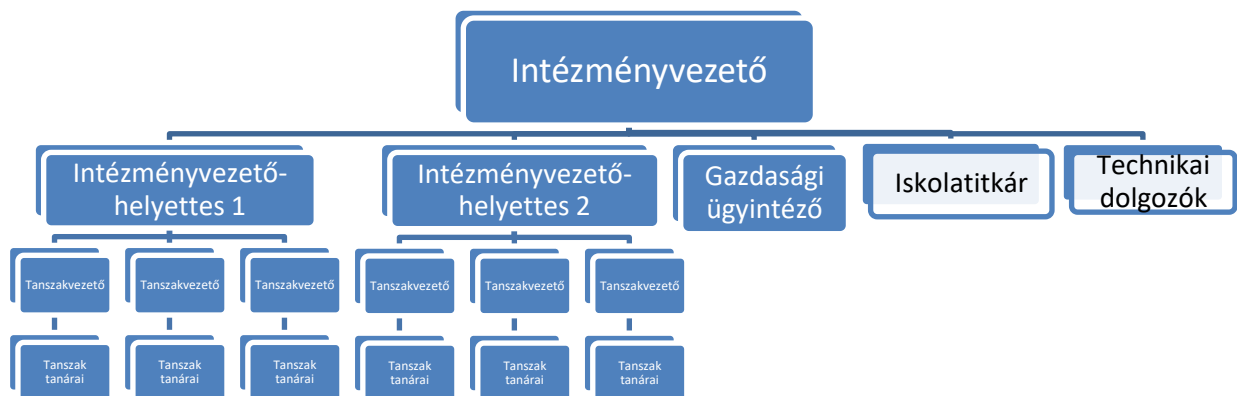 Intézményvezető
Intézményvezető-
helyettes 1
Intézményvezető-
helyettes 2
Gazdasági
ügyintéző
Iskolatitkár
Technikai
dolgozók
Tanszakvezető
Tanszakvezető
Tanszakvezető
Tanszakvezető
Tanszakvezető
Tanszakvezető
Tanszak
tanárai
Tanszak
tanárai
Tanszak
tanárai
Tanszak
tanárai
Tanszak
tanárai
Tanszak
tanárai